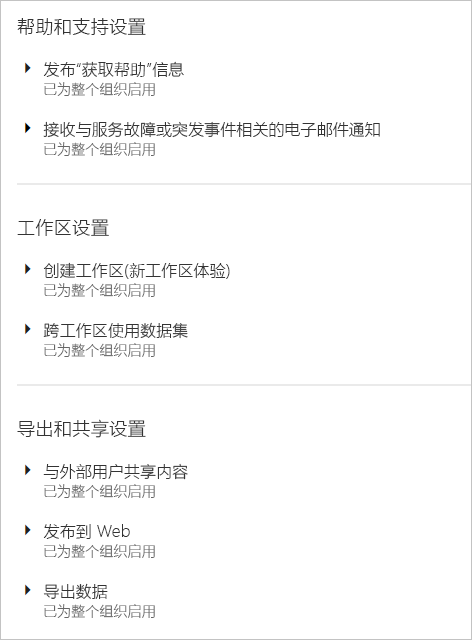 帮助和支持设置
发布“获取帮助”信息
已为整个组织启用
接收与服务故障或突发事件相关的电子邮件通知
已为整个组织启用
工作区设置
创建工作区(新工作区体验)
已为整个组织启用
跨工作区使用数据集
已为整个组织启用
导出和共享设置
与外部用户共享内容
已为整个组织启用
发布到 Web
已为整个组织启用
导出数据
已为整个组织启用